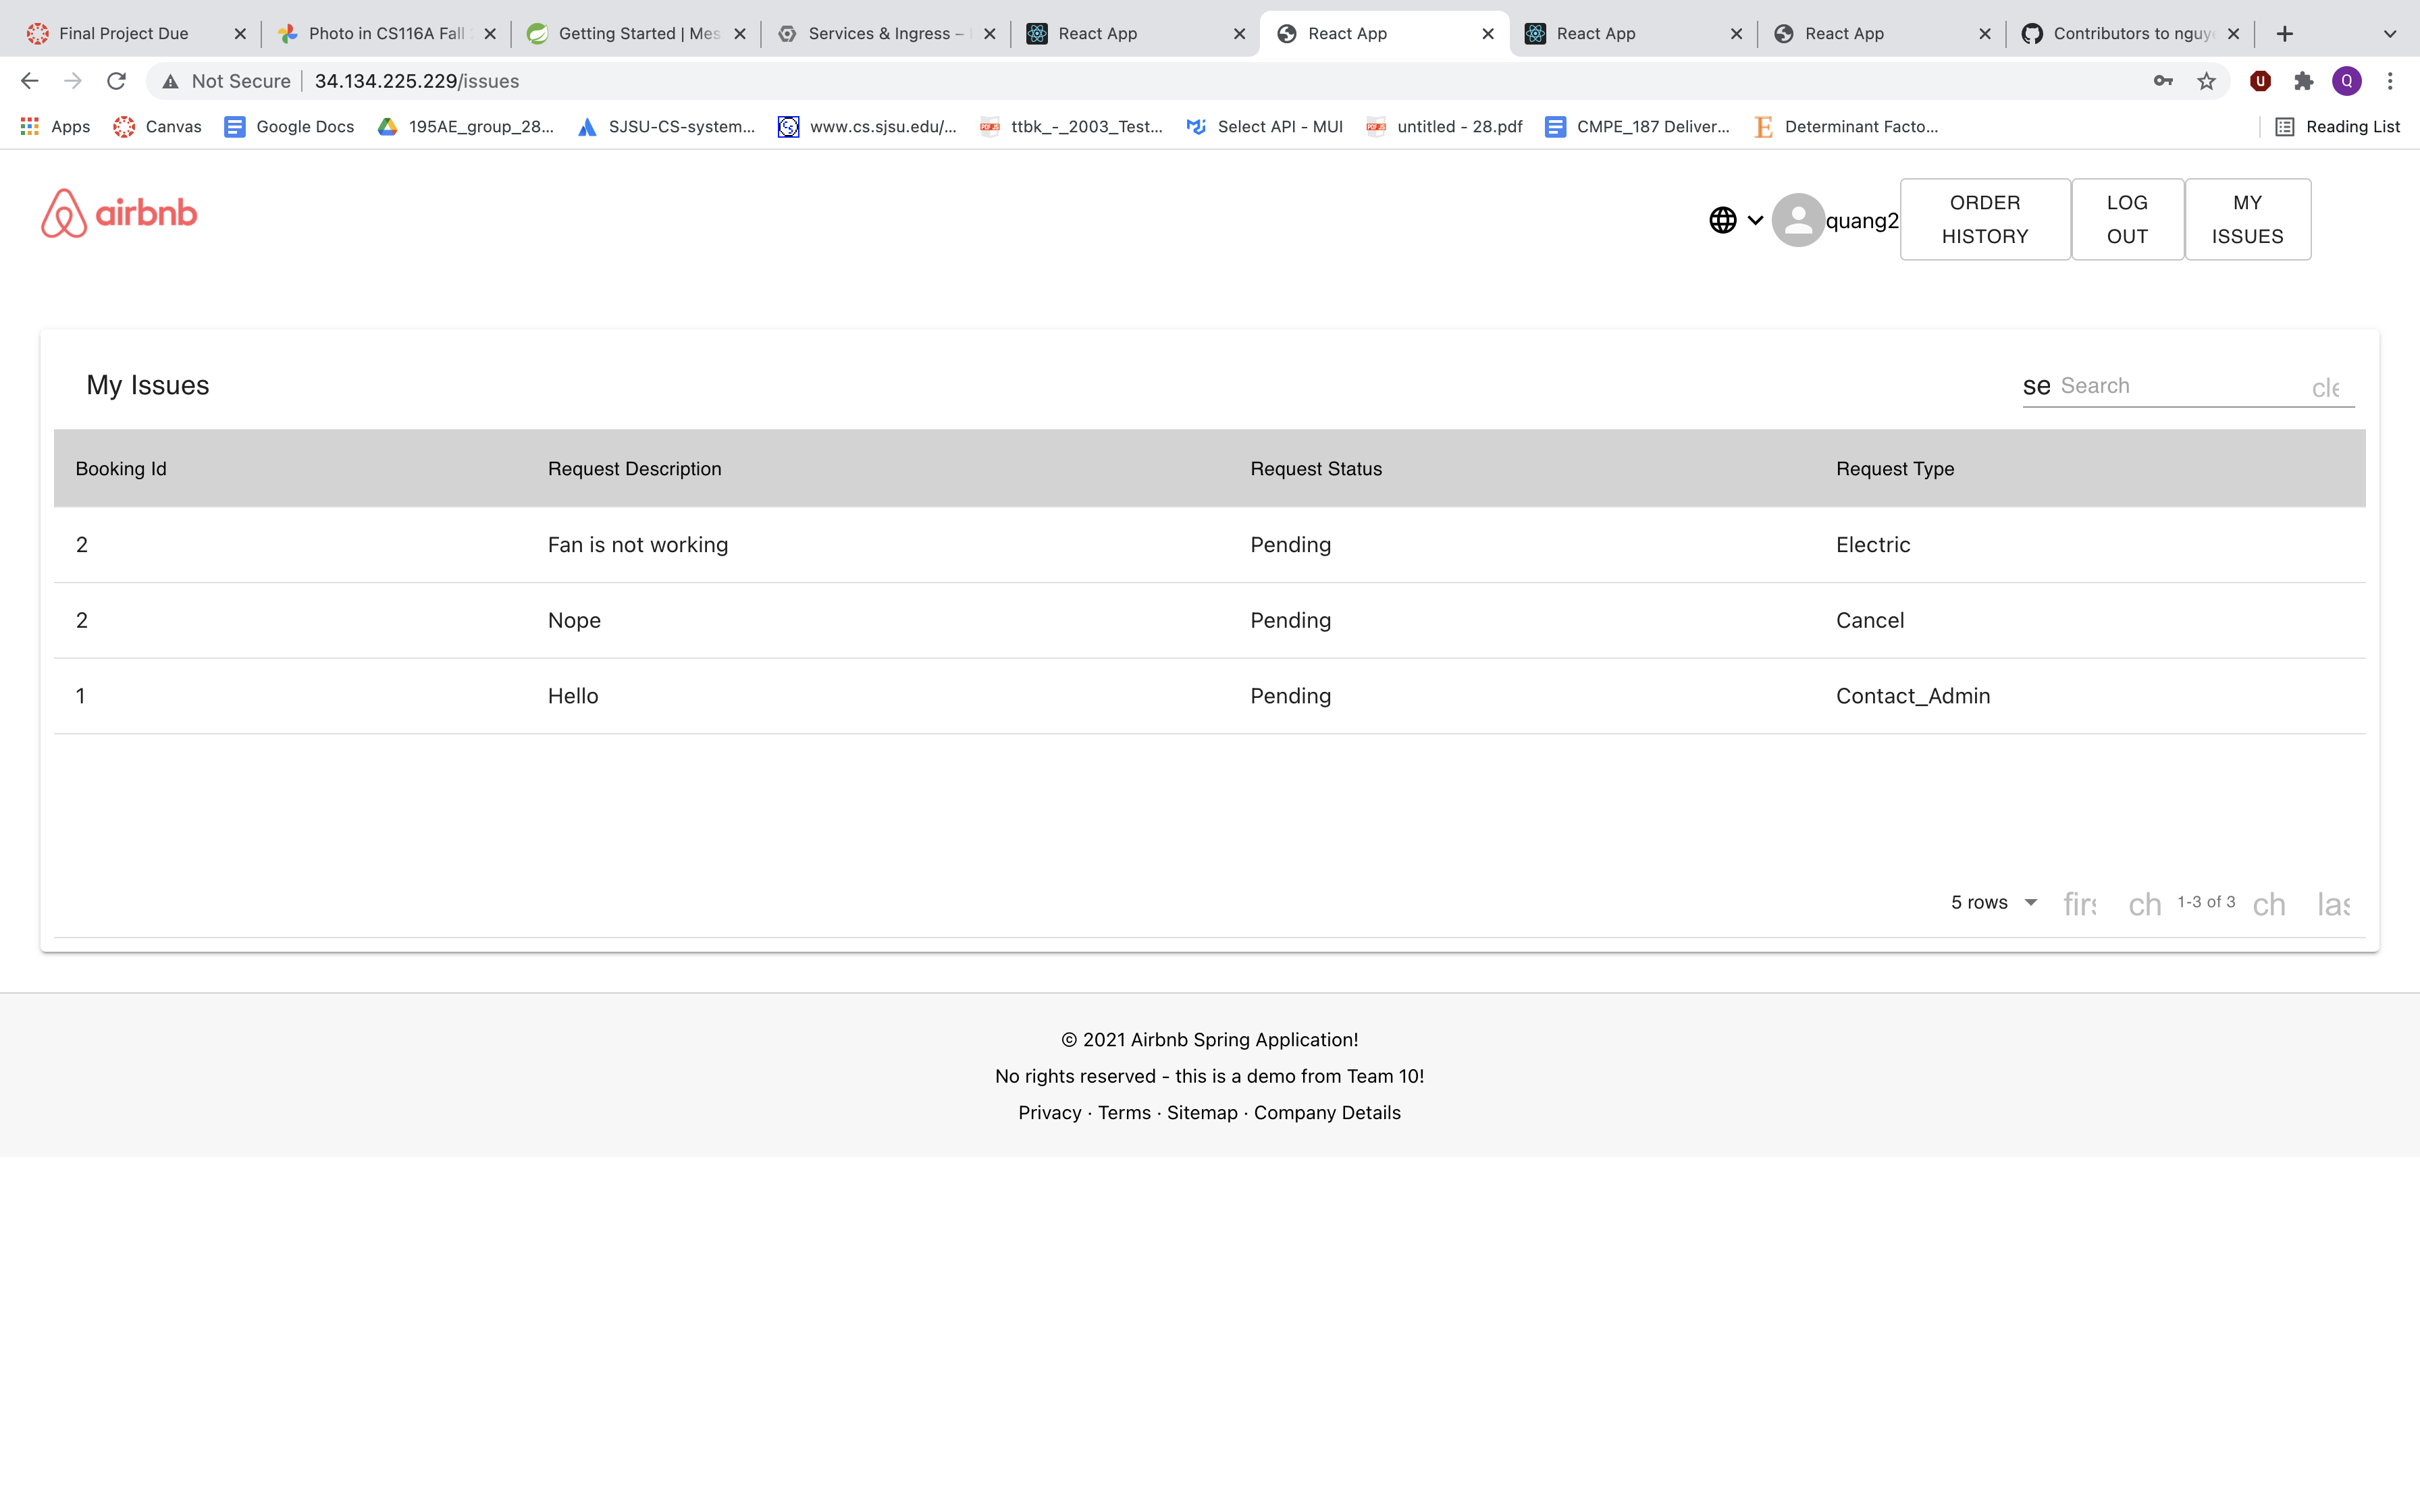 Final Project Due
Photo in CS116A Fall
Getting Started | Mes
Services & Ingress –
React App
React App
React App
React App
Contributors to nguye
Not Secure
34.134.225.229/issues
U
Q
Apps
Canvas
Google Docs
195AE_group_28...
SJSU-CS-system...
www.cs.sjsu.edu/...
ttbk_-_2003_Test...
Select API - MUI
untitled - 28.pdf
CMPE_187 Deliver...
E
Determinant Facto...
Reading List
airbnb
quang2
ORDER HISTORY
LOG OUT
MY ISSUES
My Issues
se Search cle
Booking Id Request Description Request Status Request Type
2 Fan is not working Pending Electric
2 Nope Pending Cancel
1 Hello Pending Contact_Admin
5 rows firs ch 1-3 of 3 ch las
© 2021 Airbnb Spring Application!
No rights reserved - this is a demo from Team 10!
Privacy · Terms · Sitemap · Company Details